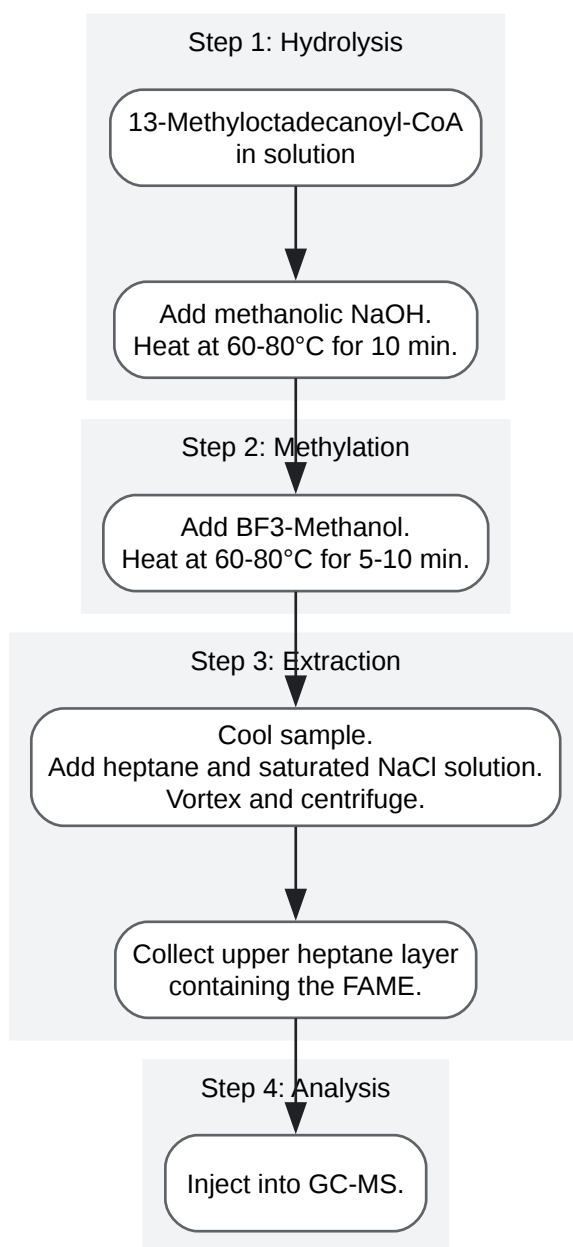 Step 1: Hydrolysis
13-Methyloctadecanoyl-CoA
in solution
Add methanolic NaOH.
Heat at 60-80°C for 10 min.
Step 2: Methylation
Add BF3-Methanol.
Heat at 60-80°C for 5-10 min.
Step 3: Extraction
Cool sample.
Add heptane and saturated NaCl solution.
Vortex and centrifuge.
Collect upper heptane layer
containing the FAME.
Step 4: Analysis
Inject into GC-MS.